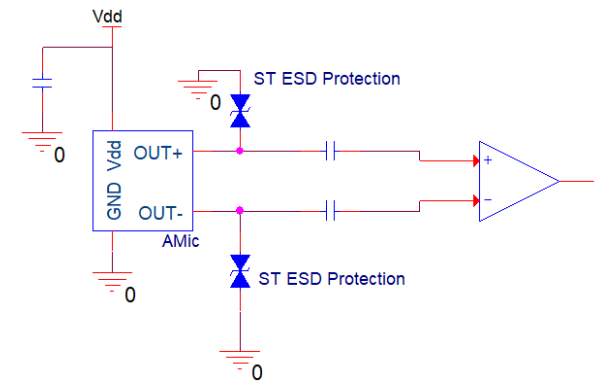 Vdd
ST ESD Protection
0
0
Vdd
OUT+
+
GND
OUT-
-
AMic
ST ESD Protection
0
0